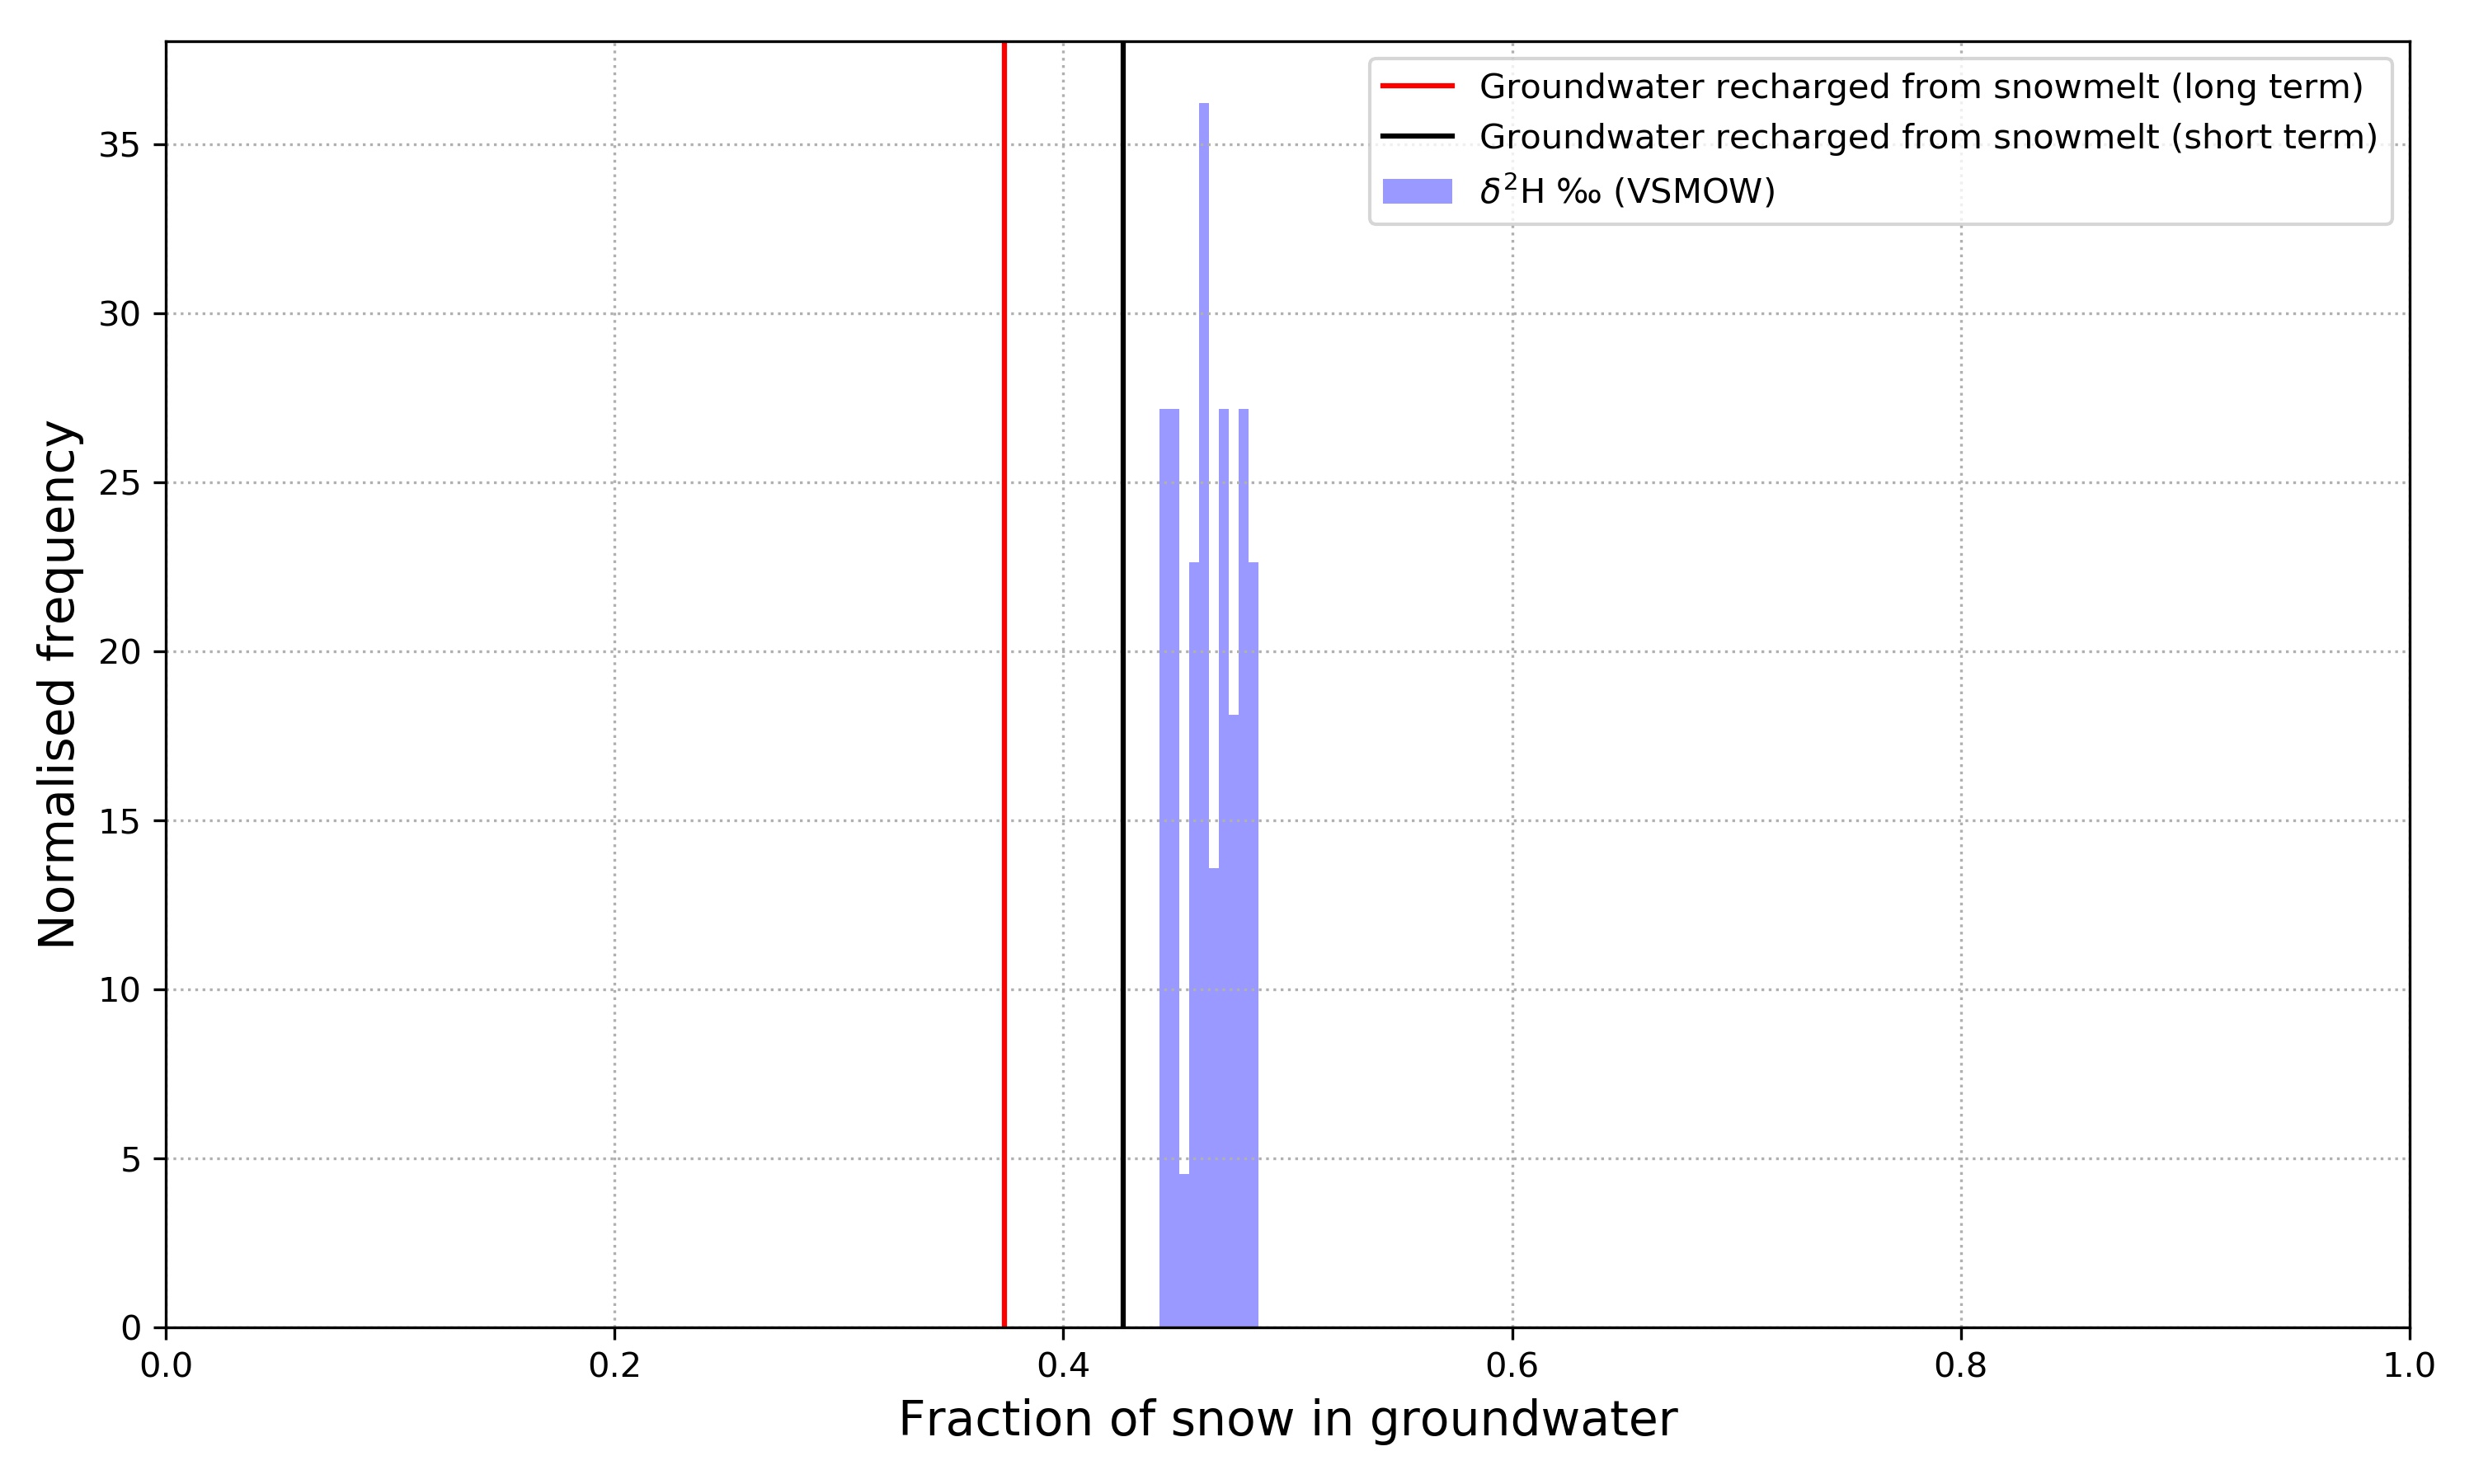 Groundwater recharged from snowmelt (long term)
Groundwater recharged from snowmelt (short term)
δ²H ‰ (VSMOW)
35
30
25
20
15
10
5
0
Normalised frequency
0.0 0.2 0.4 0.6 0.8 1.0
Fraction of snow in groundwater